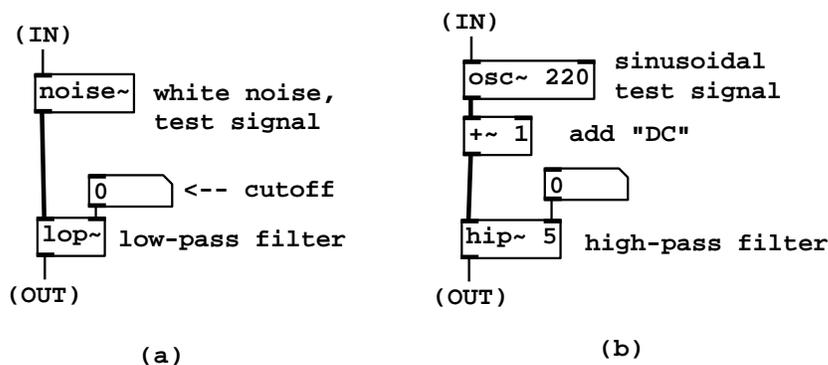 (IN)
noise~
white noise,
test signal
0
<-- cutoff
lop~
low-pass filter
(OUT)
(a)
(IN)
osc~ 220
sinusoidal
test signal
+~ 1
add "DC"
0
hip~ 5
high-pass filter
(OUT)
(b)